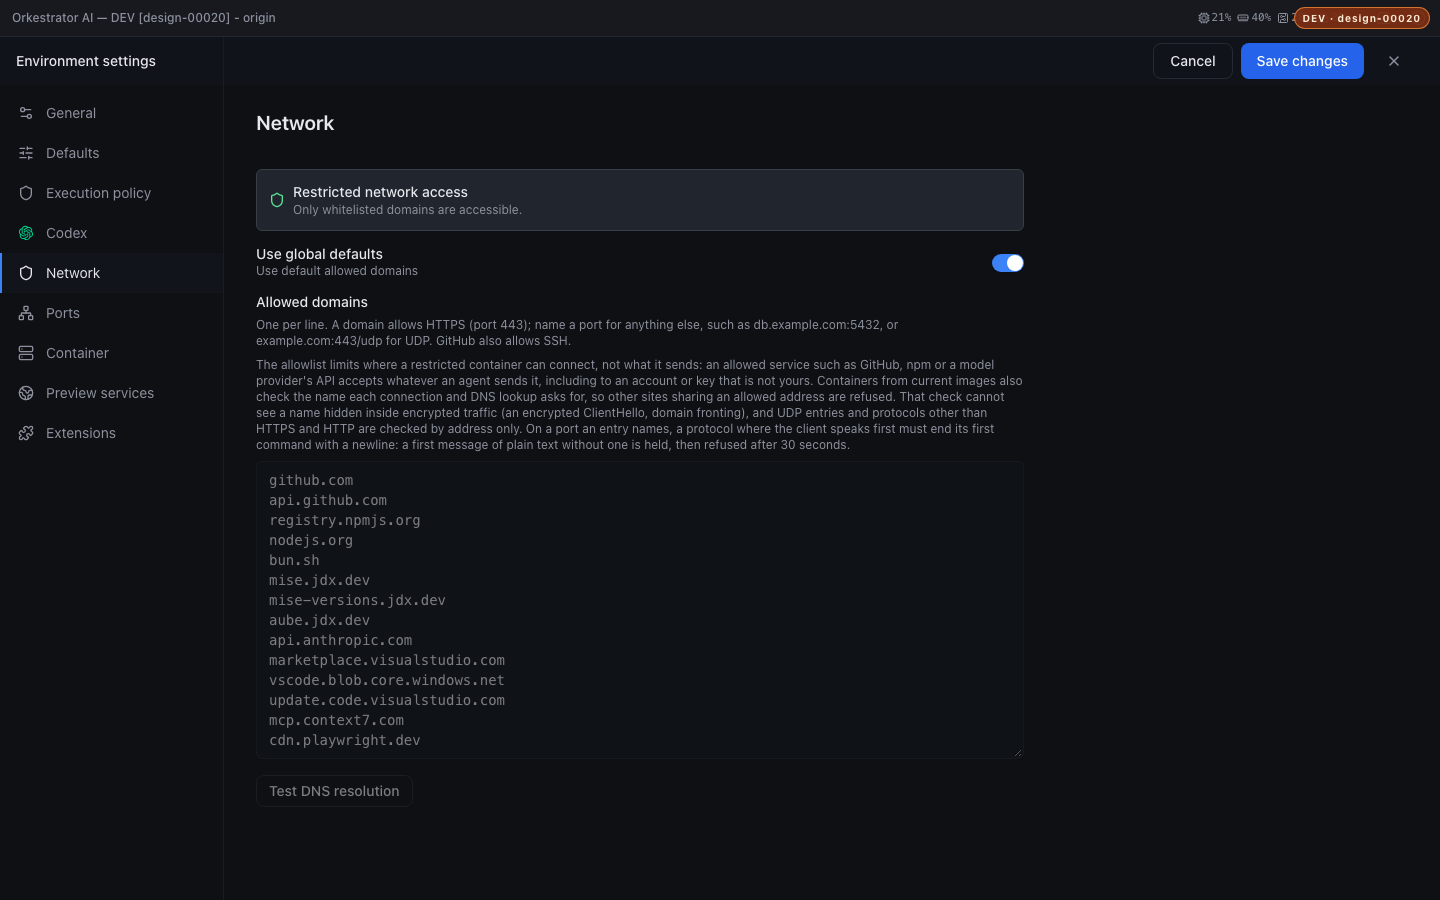 Orkestrator AI — DEV [design-00020] - origin
21% 40%
DEV · design-00020
Environment settings
Cancel
Save changes
General
Defaults
Execution policy
Codex
Network
Ports
Container
Preview services
Extensions
Network
Restricted network access
Only whitelisted domains are accessible.
Use global defaults
Use default allowed domains
Allowed domains
One per line. A domain allows HTTPS (port 443); name a port for anything else, such as db.example.com:5432, or
example.com:443/udp for UDP. GitHub also allows SSH.
The allowlist limits where a restricted container can connect, not what it sends: an allowed service such as GitHub, npm or a model
provider's API accepts whatever an agent sends it, including to an account or key that is not yours. Containers from current images also
check the name each connection and DNS lookup asks for, so other sites sharing an allowed address are refused. That check cannot
see a name hidden inside encrypted traffic (an encrypted ClientHello, domain fronting), and UDP entries and protocols other than
HTTPS and HTTP are checked by address only. On a port an entry names, a protocol where the client speaks first must end its first
command with a newline: a first message of plain text without one is held, then refused after 30 seconds.
github.com
api.github.com
registry.npmjs.org
nodejs.org
bun.sh
mise.jdx.dev
mise-versions.jdx.dev
aube.jdx.dev
api.anthropic.com
marketplace.visualstudio.com
vscode.blob.core.windows.net
update.code.visualstudio.com
mcp.context7.com
cdn.playwright.dev
Test DNS resolution